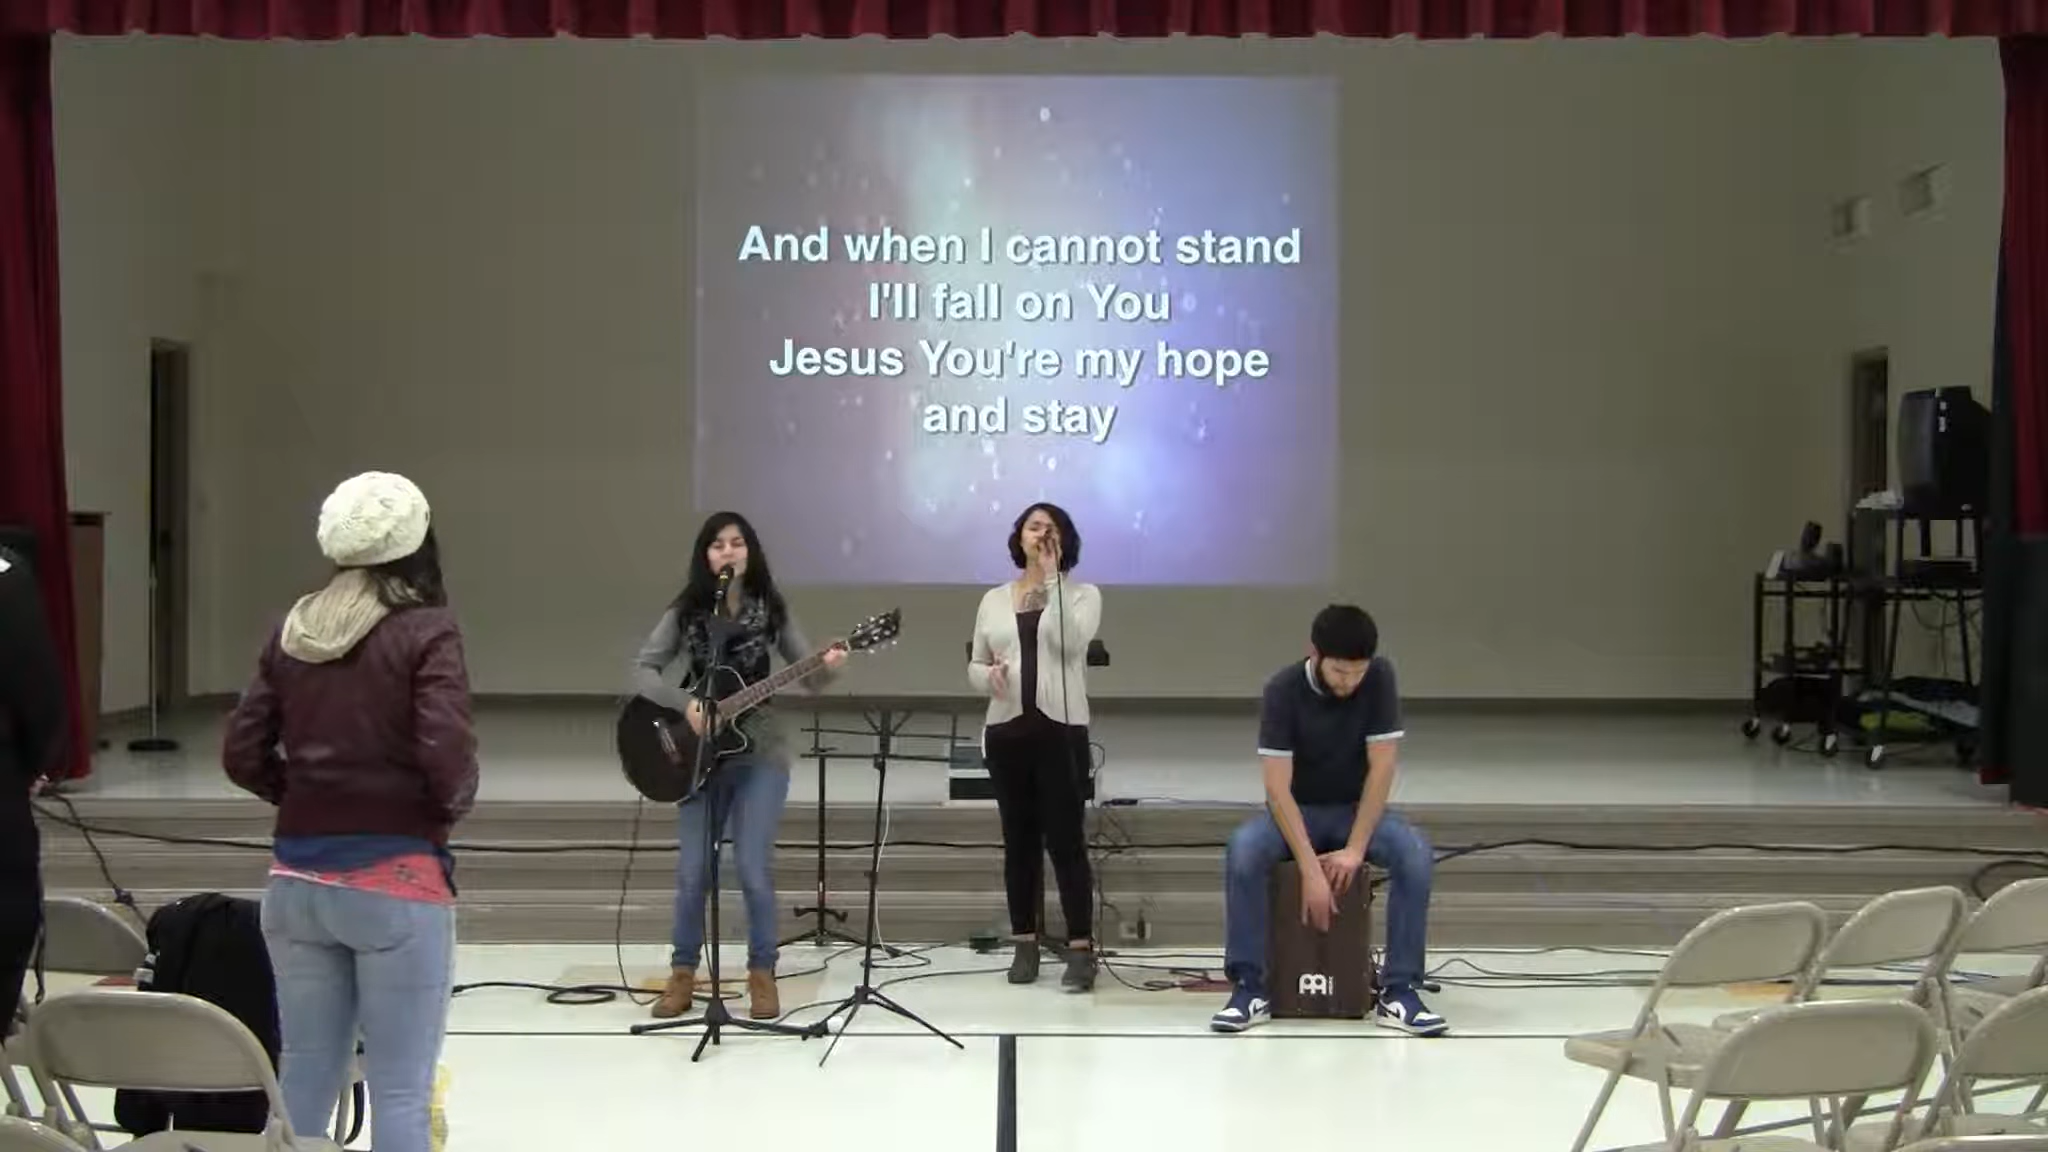 And when I cannot stand
I'll fall on You
Jesus You're my hope
and stay